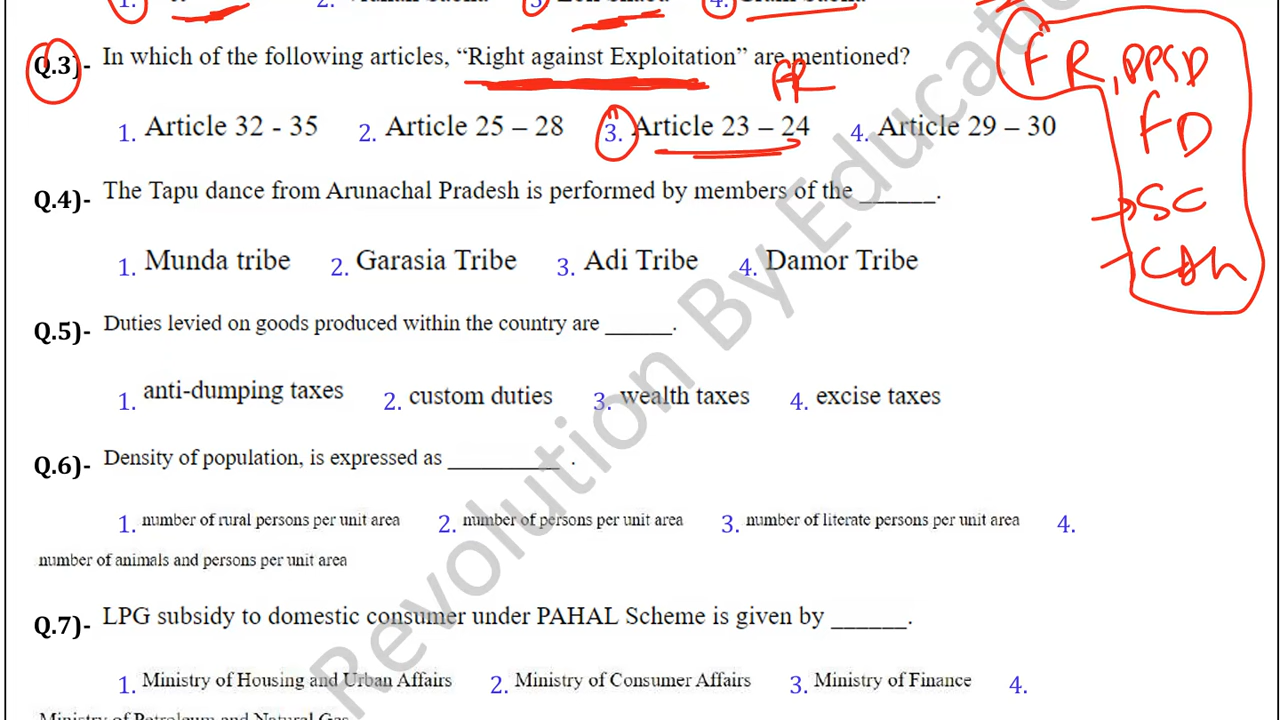 Q.3)- In which of the following articles, “Right against Exploitation” are mentioned?
FR
FR, DPSP
FD
SC
1. Article 32 - 35 2. Article 25 – 28 3. Article 23 – 24 4. Article 29 – 30
Q.4)- The Tapu dance from Arunachal Pradesh is performed by members of the ______.
1. Munda tribe 2. Garasia Tribe 3. Adi Tribe 4. Damor Tribe
Q.5)- Duties levied on goods produced within the country are ______.
1. anti-dumping taxes 2. custom duties 3. wealth taxes 4. excise taxes
Q.6)- Density of population, is expressed as __________ .
1. number of rural persons per unit area 2. number of persons per unit area 3. number of literate persons per unit area 4.
number of animals and persons per unit area
Q.7)- LPG subsidy to domestic consumer under PAHAL Scheme is given by ______.
1. Ministry of Housing and Urban Affairs 2. Ministry of Consumer Affairs 3. Ministry of Finance 4.
Ministry of Petroleum and Natural Gas
Revolution By Education